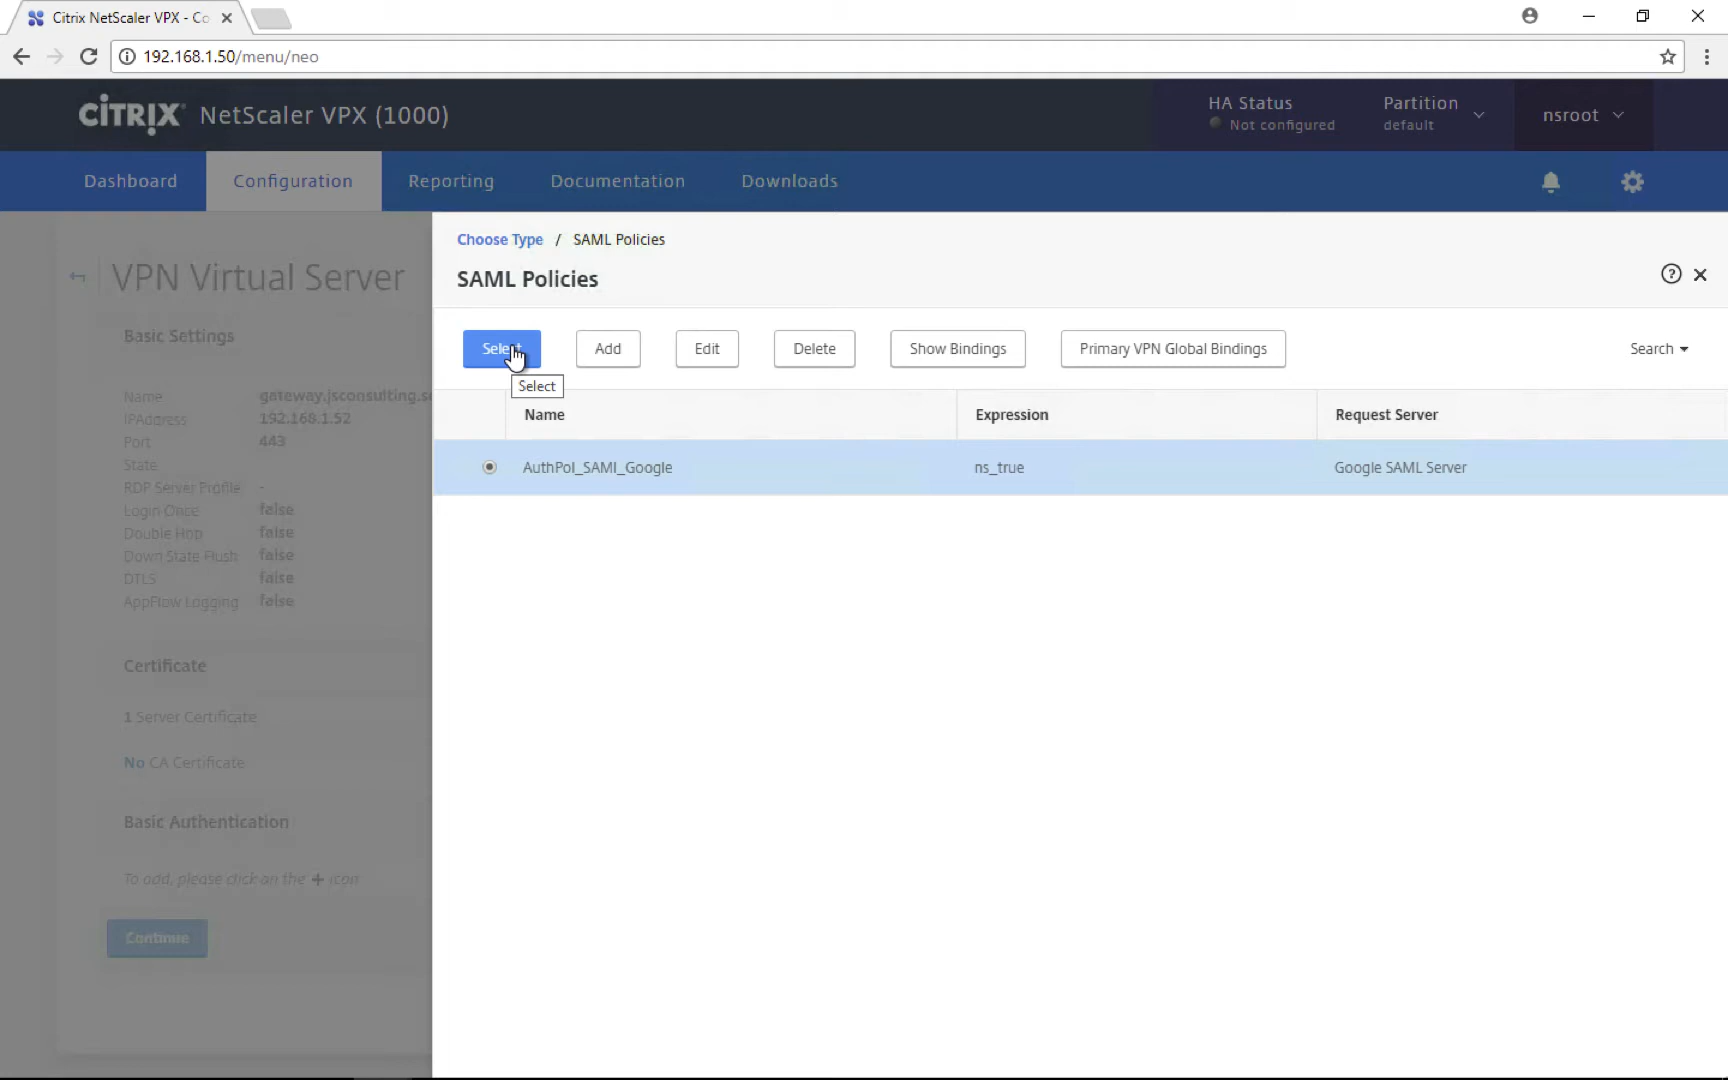 Citrix NetScaler VPX - Co
192.168.1.50/menu/neo
CİTRIX NetScaler VPX (1000)
HA Status
Not configured
Partition
default
nsroot
Dashboard
Configuration
Reporting
Documentation
Downloads
VPN Virtual Server
Basic Settings
Name gateway.jsconsulting.se
IPAddress 192.168.1.52
Port 443
State
RDP Server Profile -
Login Once false
Double Hop false
Down State Flush false
DTLS false
AppFlow Logging false
Certificate
1 Server Certificate
No CA Certificate
Basic Authentication
To add, please click on the + icon
Continue
Choose Type / SAML Policies
SAML Policies
Select
Add
Edit
Delete
Show Bindings
Primary VPN Global Bindings
Search
Select
Name
Expression
Request Server
AuthPol_SAMl_Google
ns_true
Google SAML Server